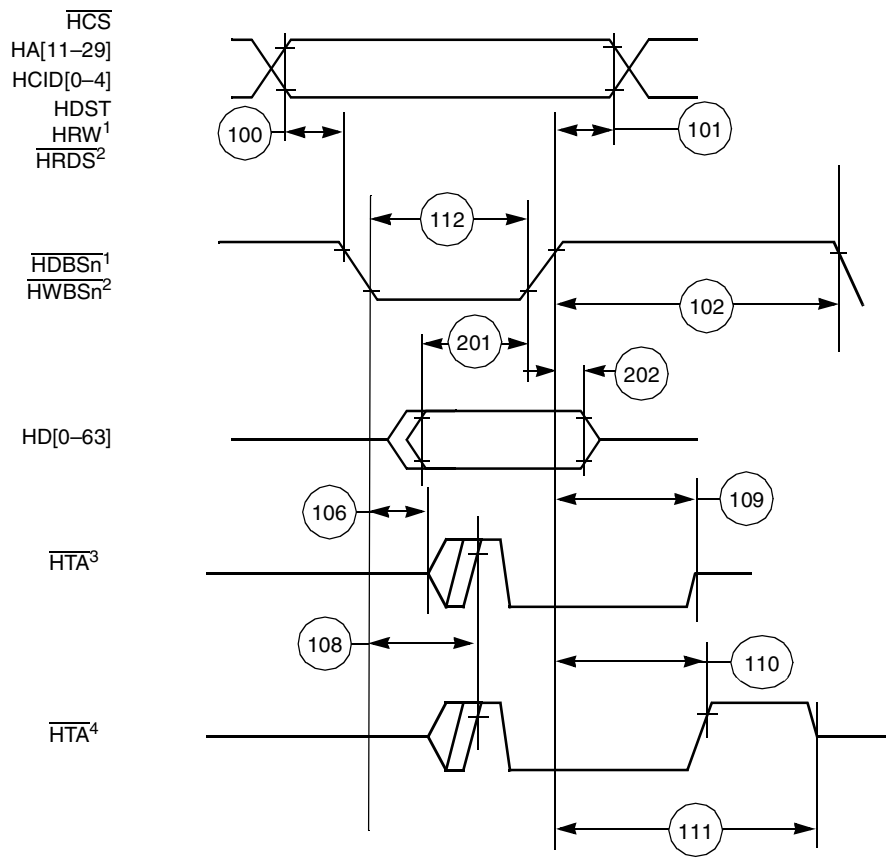 HCS
HA[11–29]
HCID[0–4]
HDST
HRW1
HRDS2
100
101
112
HDBSn1
HWBSn2
102
201
202
HD[0–63]
106
109
HTA3
108
110
HTA4
111